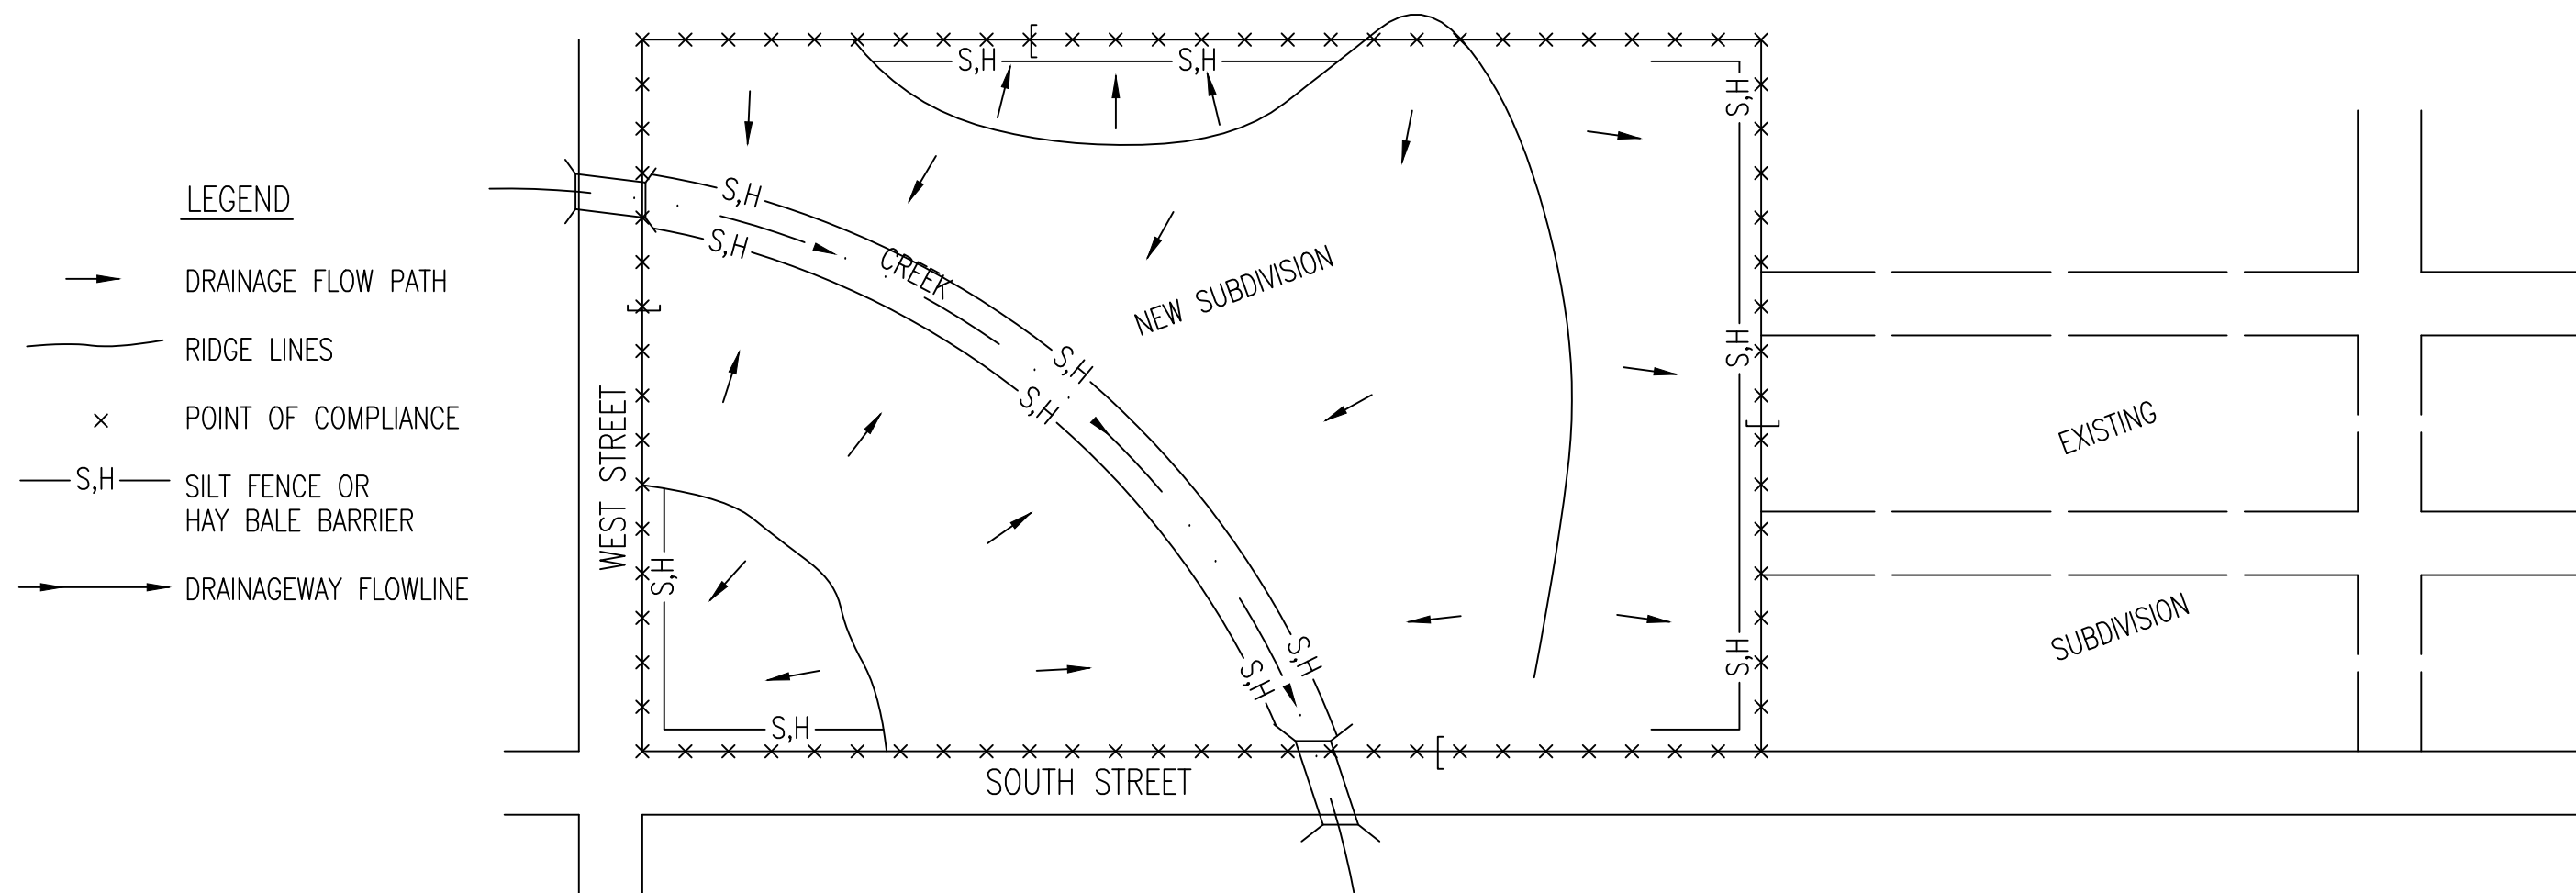 LEGEND
DRAINAGE FLOW PATH
RIDGE LINES
POINT OF COMPLIANCE
S,H
SILT FENCE OR
HAY BALE BARRIER
DRAINAGEWAY FLOWLINE
S,H
S,H
S,H
S,H
S,H
CREEK
NEW SUBDIVISION
S,H
S,H
S,H
WEST STREET
EXISTING
S,H
SUBDIVISION
S,H
S,H
S,H
S,H
SOUTH STREET